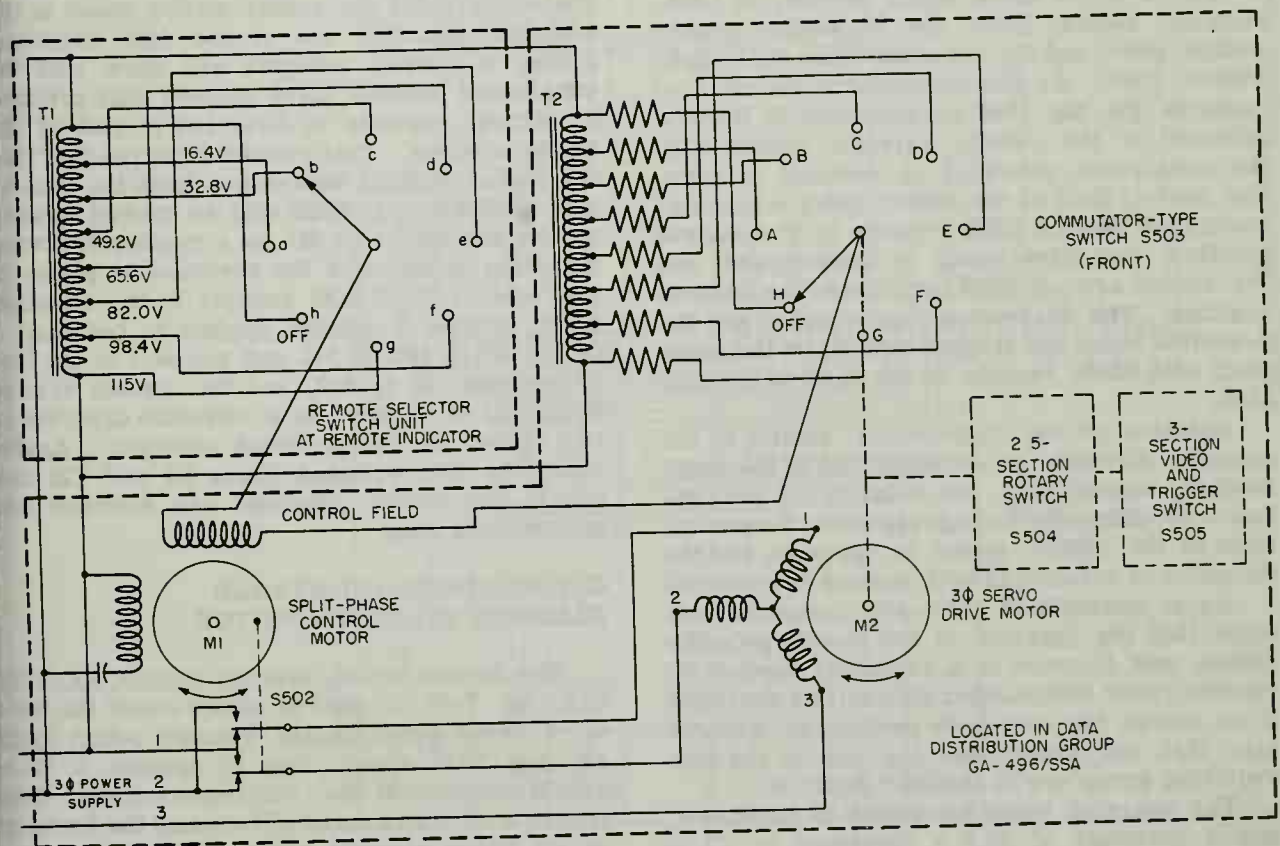 T1
16.4V
32.8V
49.2V
65.6V
82.0V
98.4V
115V
a
b
c
d
e
f
g
h
OFF
REMOTE SELECTOR
SWITCH UNIT
AT REMOTE INDICATOR
T2
A
B
C
D
E
F
G
H
OFF
COMMUTATOR-TYPE
SWITCH S503
(FRONT)
2 5-
SECTION
ROTARY
SWITCH
S504
3-
SECTION
VIDEO
AND
TRIGGER
SWITCH
S505
CONTROL FIELD
M1
SPLIT-PHASE
CONTROL
MOTOR
S502
1
2
3
3ϕ POWER
SUPPLY
1
2
3
M2
3ϕ SERVO
DRIVE MOTOR
LOCATED IN DATA
DISTRIBUTION GROUP
GA-496/SSA